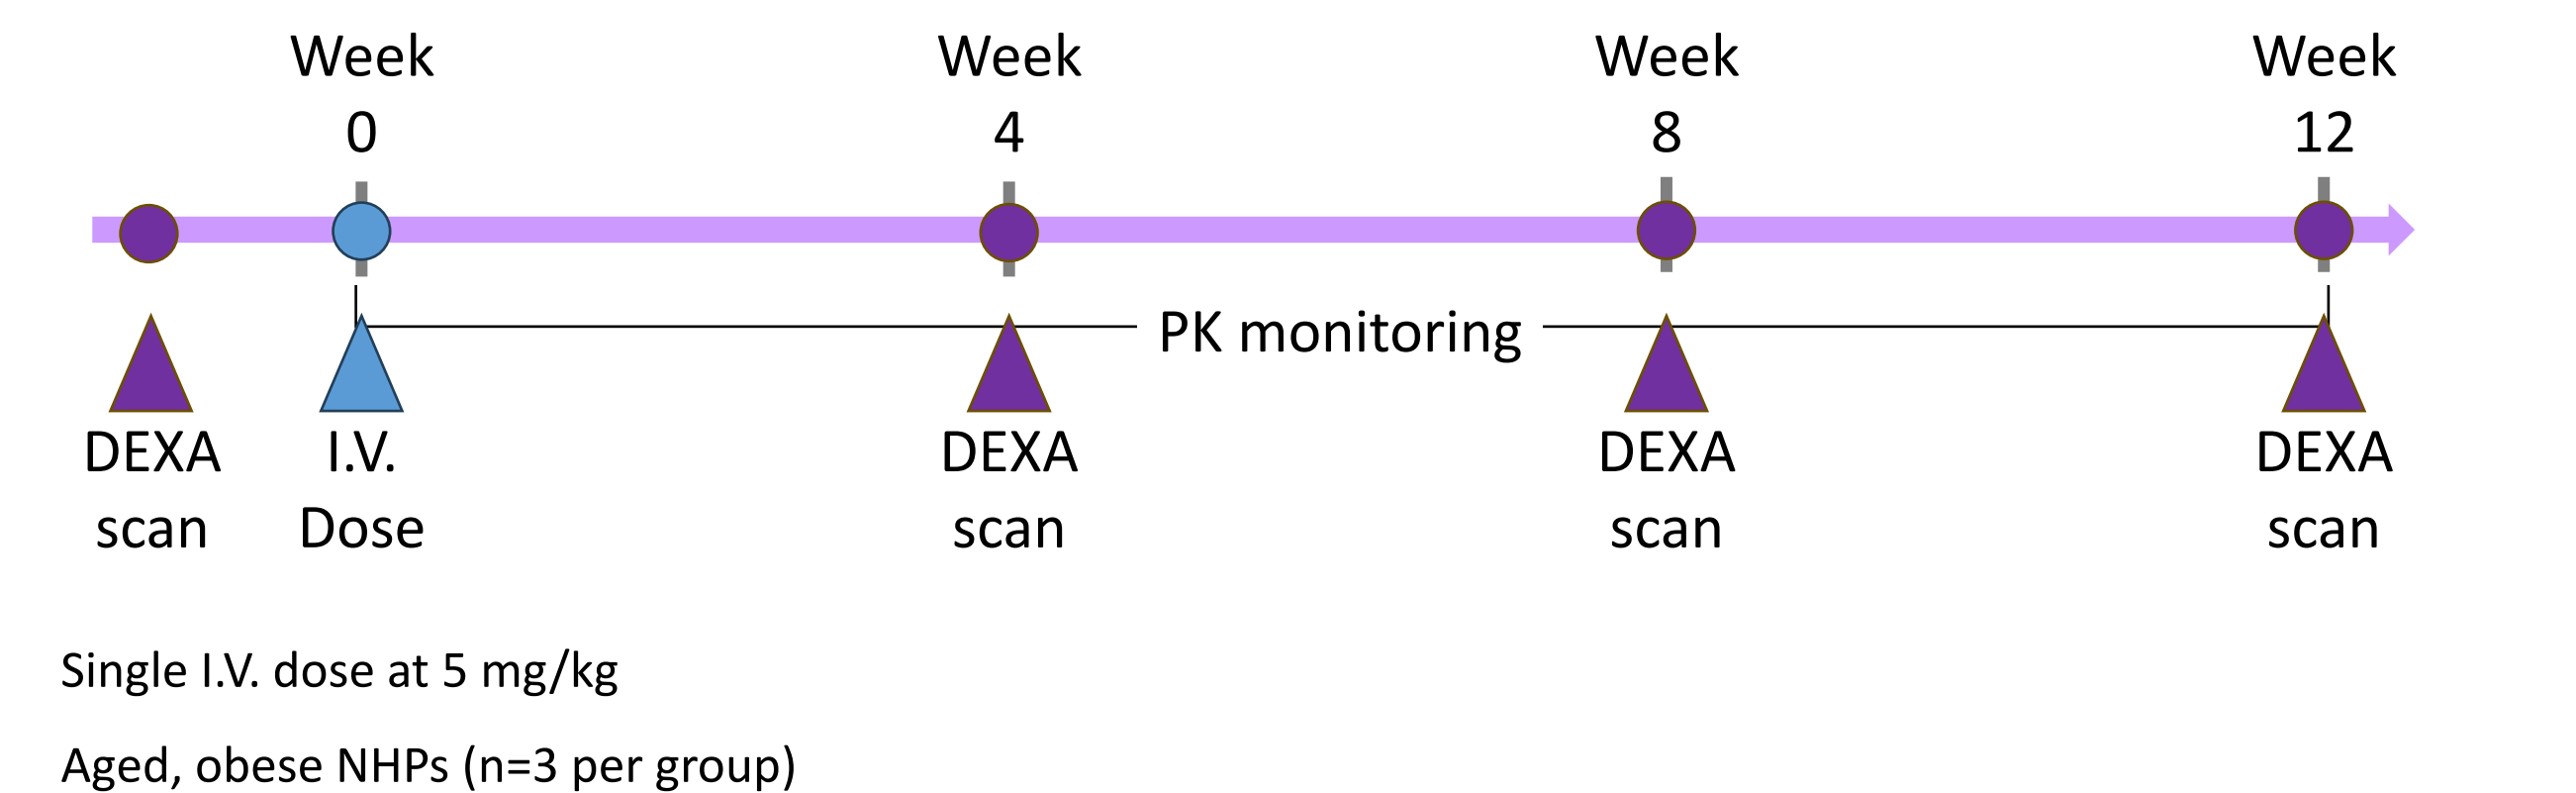 Week Week Week Week
0 4 8 12
PK monitoring
DEXA I.V. DEXA DEXA DEXA
scan Dose scan scan scan
Single I.V. dose at 5 mg/kg
Aged, obese NHPs (n=3 per group)